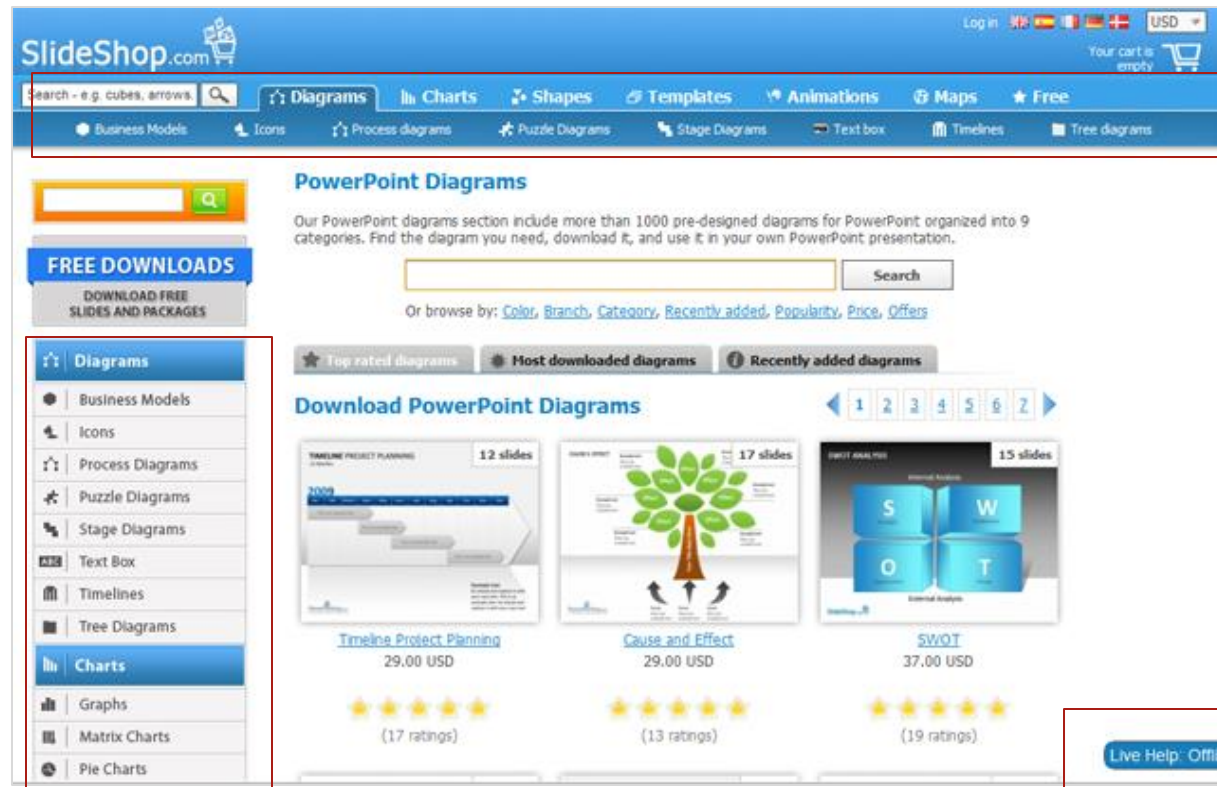 SlideShop.com
Log in
USD
Your cart is
empty
Search - e.g. cubes, arrows.
Diagrams
Charts
Shapes
Templates
Animations
Maps
Free
Business Models
Icons
Process diagrams
Puzzle Diagrams
Stage Diagrams
Text box
Timelines
Tree diagrams
PowerPoint Diagrams
Our PowerPoint diagrams section include more than 1000 pre-designed diagrams for PowerPoint organized into 9
categories. Find the diagram you need, download it, and use it in your own PowerPoint presentation.
Search
Or browse by: Color, Branch, Category, Recently added, Popularity, Price, Offers
FREE DOWNLOADS
DOWNLOAD FREE
SLIDES AND PACKAGES
Diagrams
Business Models
Icons
Process Diagrams
Puzzle Diagrams
Stage Diagrams
Text Box
Timelines
Tree Diagrams
Charts
Graphs
Matrix Charts
Pie Charts
Top rated diagrams
Most downloaded diagrams
Recently added diagrams
Download PowerPoint Diagrams
1 2 3 4 5 6 7
TIMELINE PROJECT PLANNING
12 slides
2009
17 slides
SWOT ANALYSIS
15 slides
Internal Analysis
S W
O T
External Analysis
Timeline Project Planning
29.00 USD
(17 ratings)
Cause and Effect
29.00 USD
(13 ratings)
SWOT
37.00 USD
(19 ratings)
Live Help: Offli